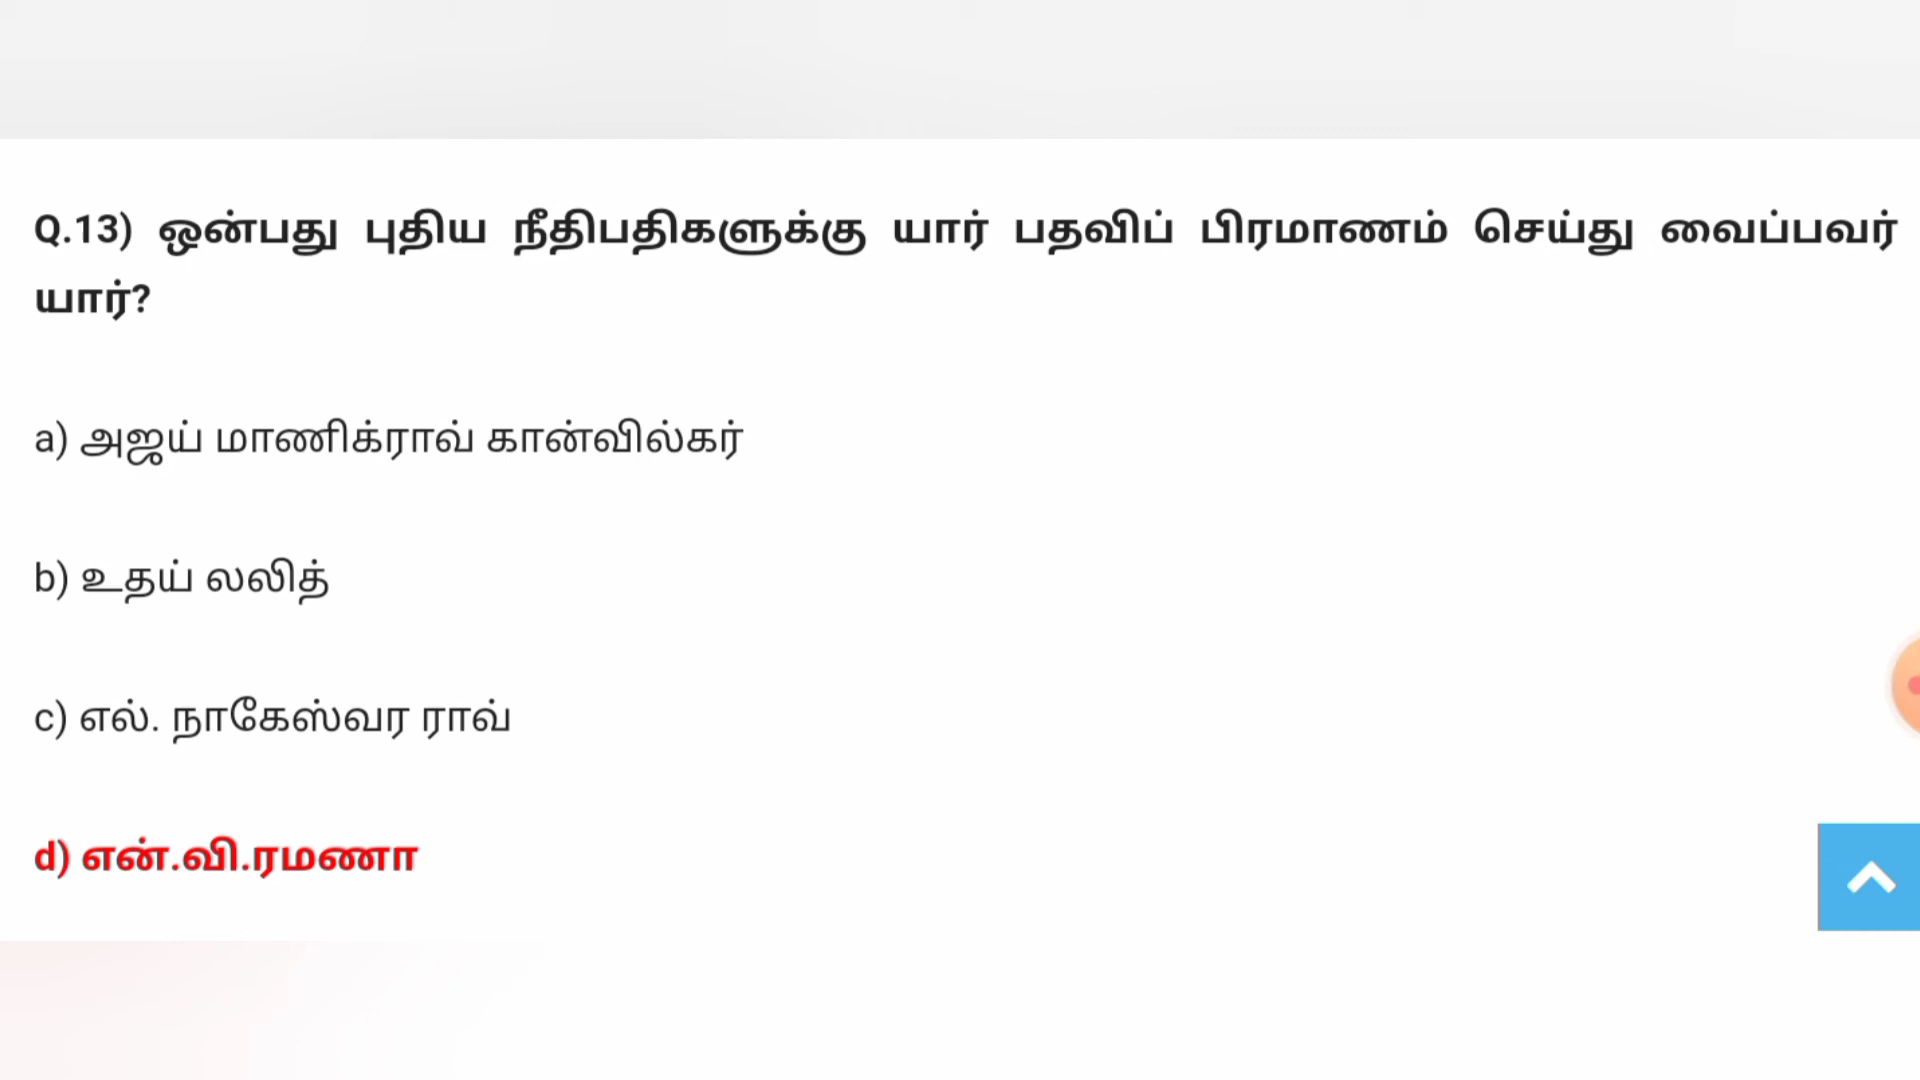 Q.13) ஒன்பது புதிய நீதிபதிகளுக்கு யார் பதவிப் பிரமாணம் செய்து வைப்பவர்
யார்?
a) அஜய் மாணிக்ராவ் கான்வில்கர்
b) உதய் லலித்
c) எல். நாகேஸ்வர ராவ்
d) என்.வி.ரமணா